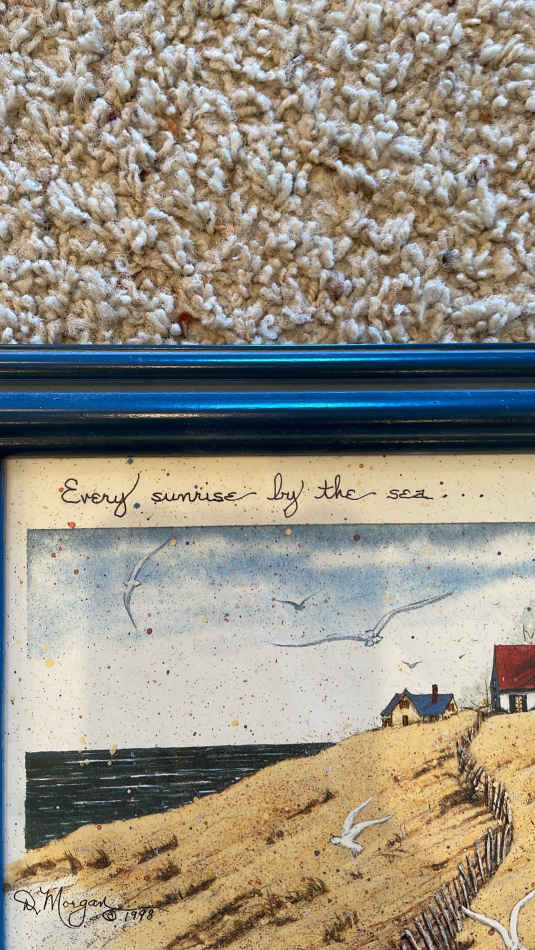 Every sunrise by the sea...
D. Morgan © 1998